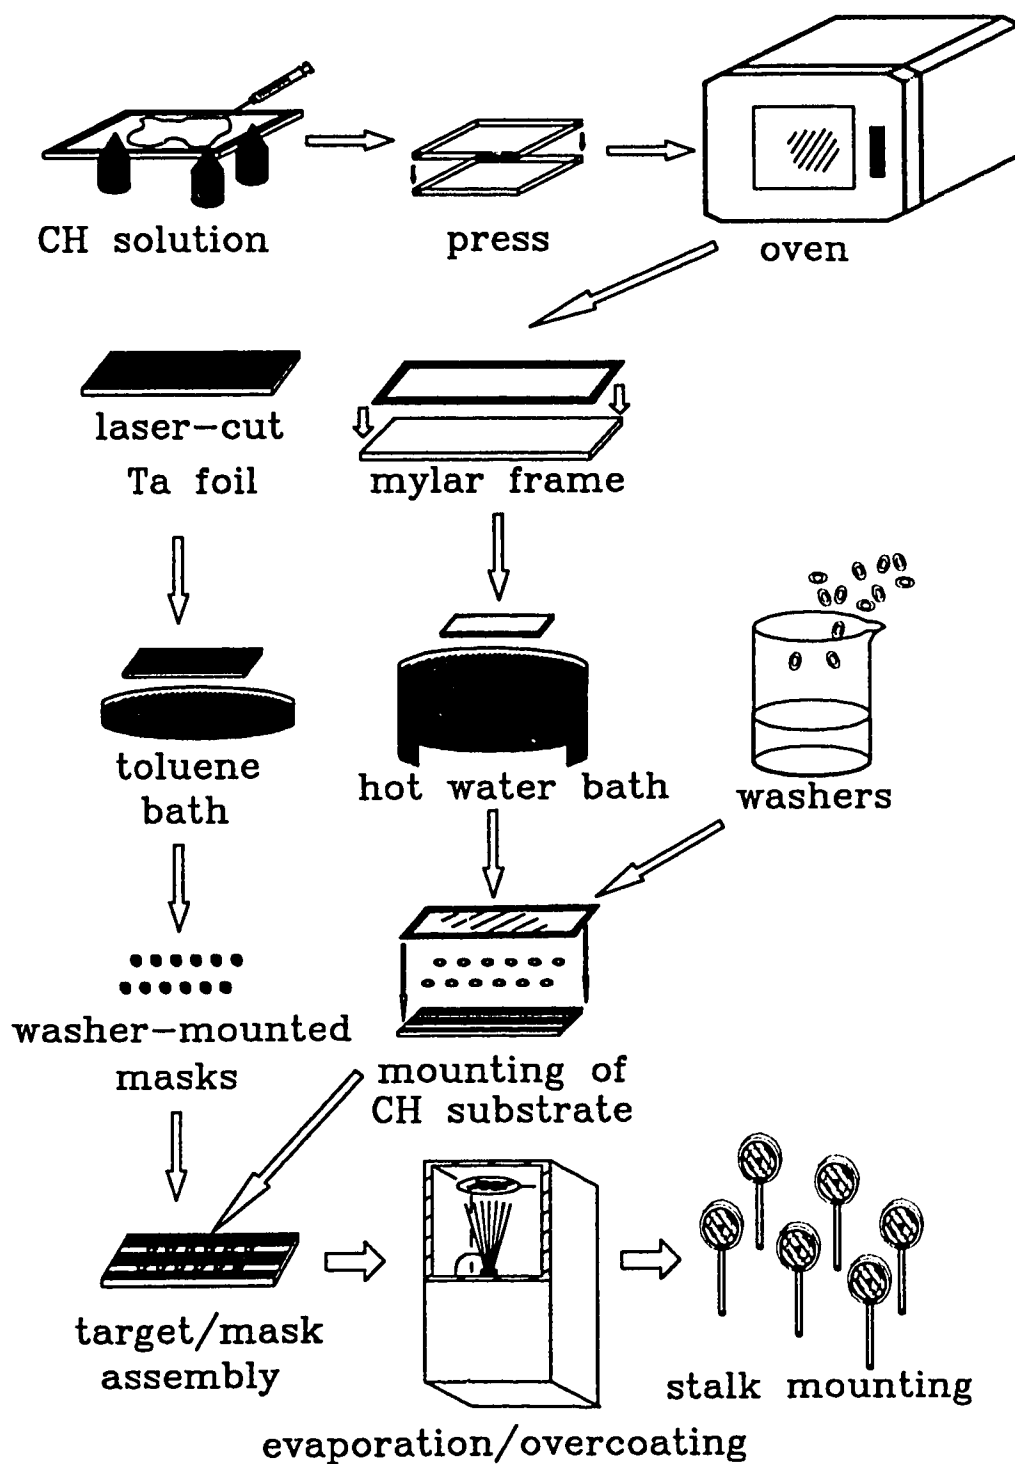 CH solution
press
oven
laser-cut
Ta foil
mylar frame
toluene
bath
hot water bath
washers
washer-mounted
masks
mounting of
CH substrate
target/mask
assembly
evaporation/overcoating
stalk mounting